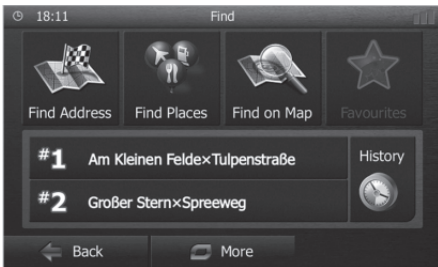 18:11 Find
Find Address Find Places Find on Map Favourites
#1 Am Kleinen Felde×Tulpenstraße History
#2 Großer Stern×Spreeweg
Back More